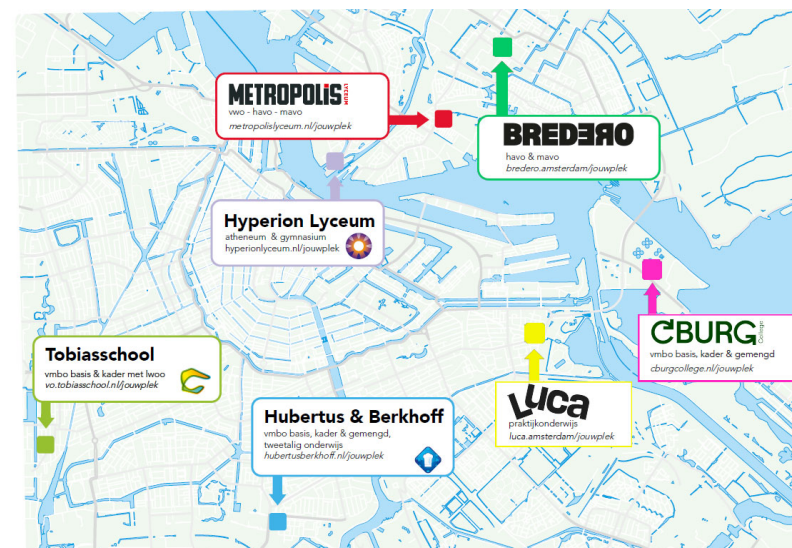 METROPOLIS LYCEUM
vwo - havo - mavo
metropolislyceum.nl/jouwplek
BREDERO
havo & mavo
bredero.amsterdam/jouwplek
Hyperion Lyceum
atheneum & gymnasium
hyperionlyceum.nl/jouwplek
CBURG College
vmbo basis, kader & gemengd
cburgcollege.nl/jouwplek
Tobiasschool
vmbo basis & kader met lwoo
vo.tobiasschool.nl/jouwplek
Luca
praktijkonderwijs
luca.amsterdam/jouwplek
Hubertus & Berkhoff
vmbo basis, kader & gemengd,
tweetalig onderwijs
hubertusberkhoff.nl/jouwplek